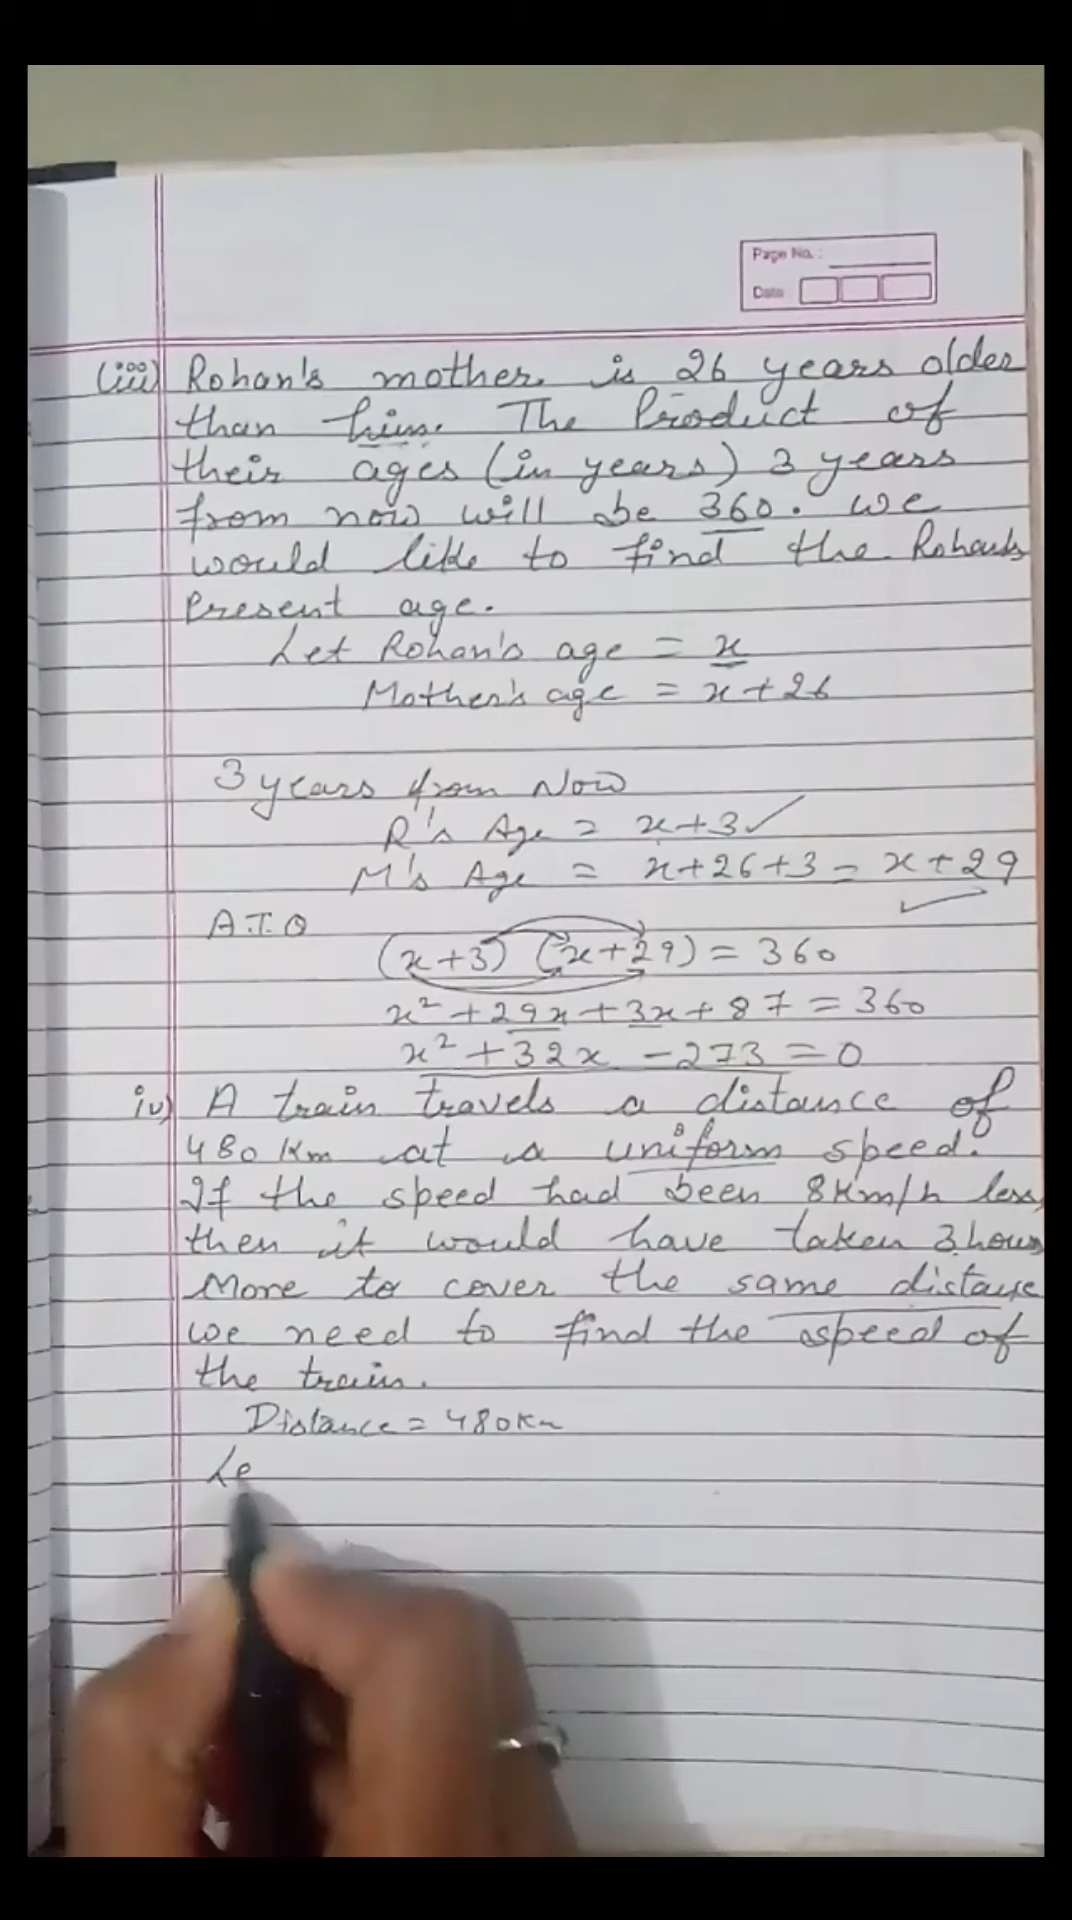 Page No. :
Date
(iii) Rohan's mother is 26 years older
than him. The Product of
their ages (in years) 3 years
from now will be 360. we
would like to find the Rohan's
Present age.
Let Rohan's age = x
Mother's age = x+26
3 years from Now
R's Age = x+3 ✓
M's Age = x+26+3 = x+29
A.T.Q
(x+3) (x+29) = 360
x² + 29x + 3x + 87 = 360
x² + 32x - 273 = 0
iv) A train travels a distance of
480 Km at a uniform speed.
If the speed had been 8Km/h less,
then it would have taken 3 hours
More to cover the same distance
we need to find the speed of
the train.
Distance = 480Km
Le